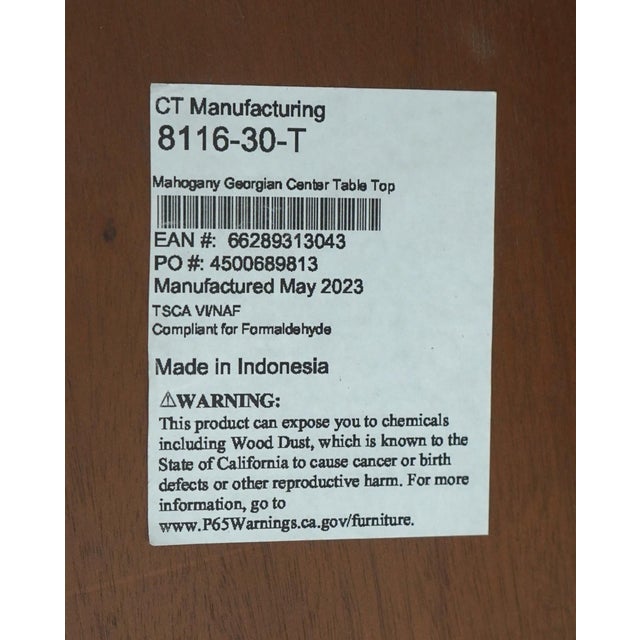 CT Manufacturing
8116-30-T
Mahogany Georgian Center Table Top
EAN #: 66289313043
PO #: 4500689813
Manufactured May 2023
TSCA VI/NAF
Compliant for Formaldehyde
Made in Indonesia
⚠WARNING:
This product can expose you to chemicals
including Wood Dust, which is known to the
State of California to cause cancer or birth
defects or other reproductive harm. For more
information, go to
www.P65Warnings.ca.gov/furniture.